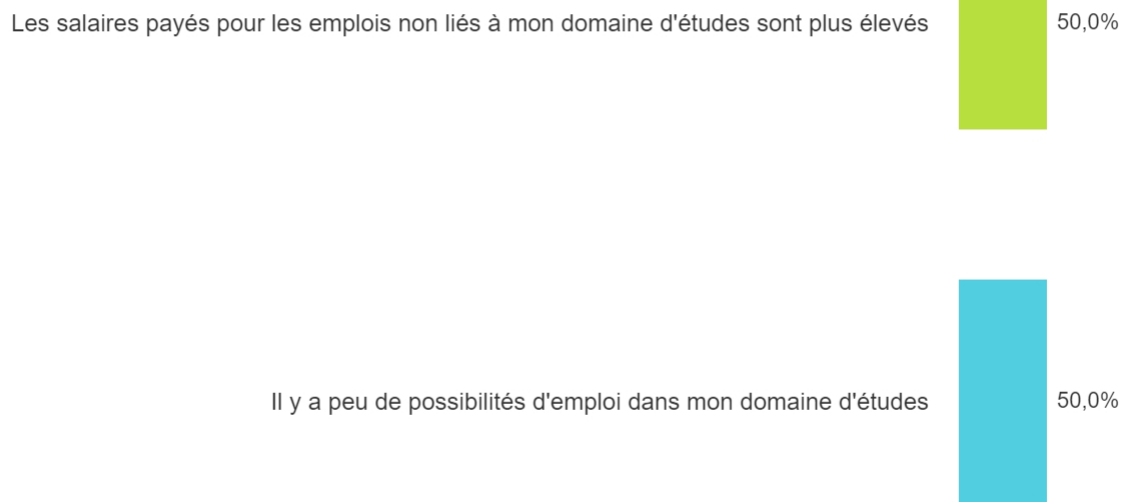 Les salaires payés pour les emplois non liés à mon domaine d'études sont plus élevés 50,0%
Il y a peu de possibilités d'emploi dans mon domaine d'études 50,0%